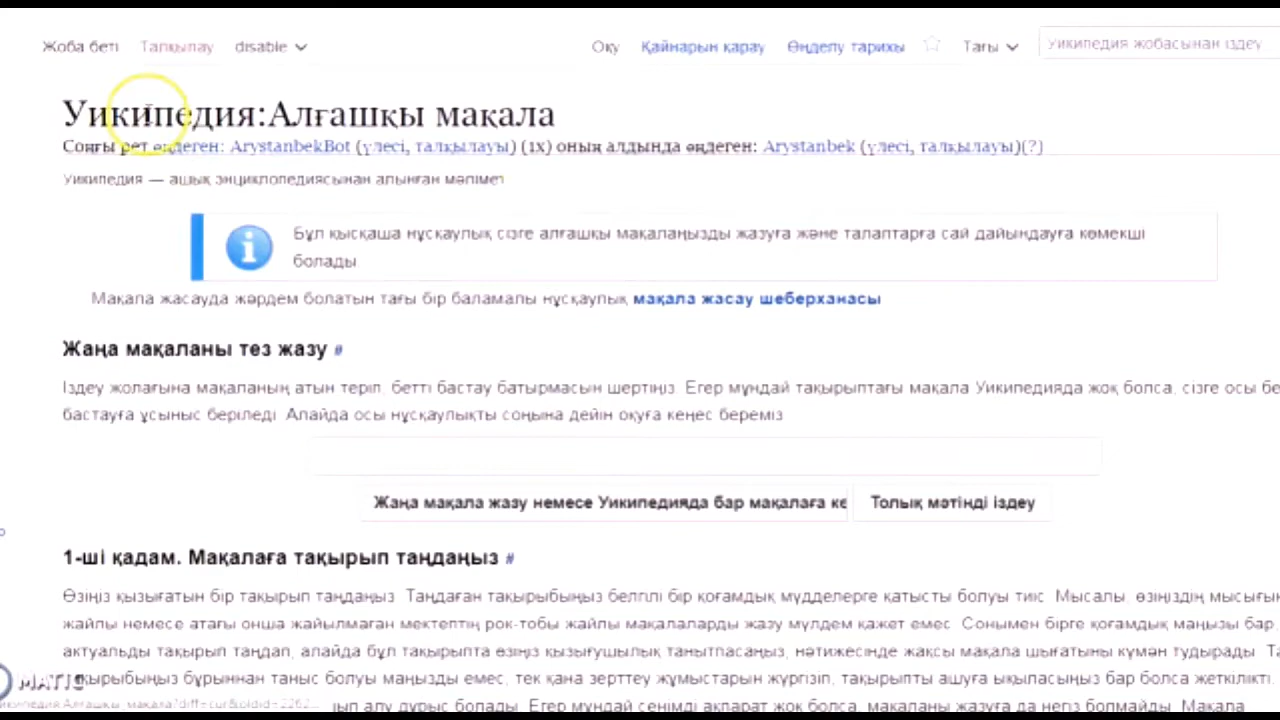 Жоба беті Талқылау disable Оқу Қайнарын қарау Өңделу тарихы Тағы Уикипедия жобасынан іздеу
Уикипедия:Алғашқы мақала
Соңғы рет өңдеген: ArystanbekBot (үлесі, талқылауы) (1x) оның алдында өңдеген: Arystanbek (үлесі, талқылауы)(?)
Уикипедия — ашық энциклопедиясынан алынған мәлімет
Бұл қысқаша нұсқаулық сізге алғашқы мақалаңызды жазуға және талаптарға сай дайындауға көмекші
болады.
Мақала жасауда жәрдем болатын тағы бір баламалы нұсқаулық мақала жасау шеберханасы
Жаңа мақаланы тез жазу #
Іздеу жолағына мақаланың атын теріп, бетті бастау батырмасын шертіңіз. Егер мұндай тақырыптағы мақала Уикипедияда жоқ болса, сізге осы бе
бастауға ұсыныс беріледі. Алайда осы нұсқаулықты соңына дейін оқуға кеңес береміз.
Жаңа мақала жазу немесе Уикипедияда бар мақалаға ке Толық мәтінді іздеу
1-ші қадам. Мақалаға тақырып таңдаңыз #
Өзіңіз қызығатын бір тақырып таңдаңыз. Таңдаған тақырыбыңыз белгілі бір қоғамдық мүдделерге қатысты болуы тиіс. Мысалы, өзіңіздің мысығың
жайлы немесе атағы онша жайылмаған мектептің рок-тобы жайлы мақалаларды жазу мүлдем қажет емес. Сонымен бірге қоғамдық маңызы бар,
актуальды тақырып таңдап, алайда бұл тақырыпта өзіңіз қызығушылық танытпасаңыз, нәтижесінде жақсы мақала шығатыны күмән тудырады. Та
қырыбыңыз бұрыннан таныс болуы маңызды емес, тек қана зерттеу жұмыстарын жүргізіп, тақырыпты ашуға ықыласыңыз бар болса жеткілікті.
ып алу дұрыс болады. Егер мұндай сенімді ақпарат жоқ болса, мақаланы жазуға да негіз болмайды. Мақала